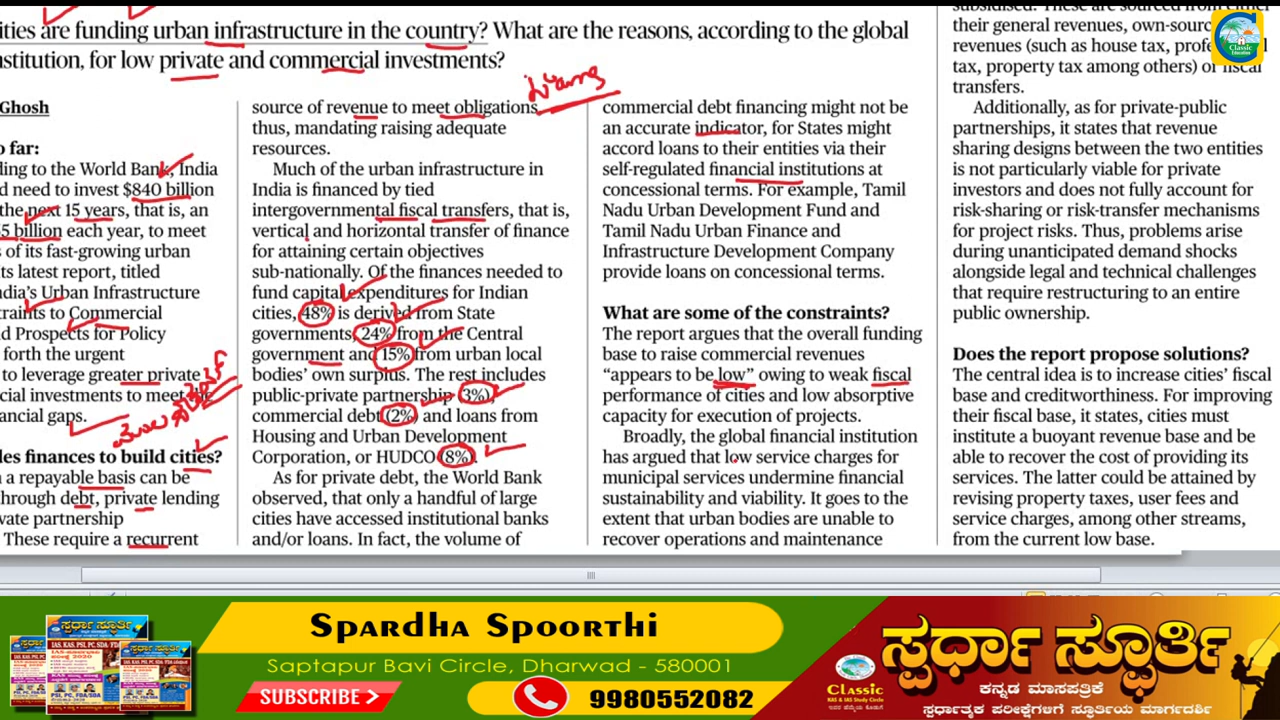 ities are funding urban infrastructure in the country? What are the reasons, according to the global
nstitution, for low private and commercial investments?
Ghosh
o far:
ding to the World Bank, India
d need to invest $840 billion
the next 15 years, that is, an
5 billion each year, to meet
s of its fast-growing urban
ts latest report, titled
ndia's Urban Infrastructure
traints to Commercial
d Prospects for Policy
forth the urgent
to leverage greater private
cial investments to meet the
nancial gaps.
les finances to build cities?
n a repayable basis can be
through debt, private lending
vate partnership
These require a recurrent
source of revenue to meet obligations
thus, mandating raising adequate
resources.
Much of the urban infrastructure in
India is financed by tied
intergovernmental fiscal transfers, that is,
vertical and horizontal transfer of finance
for attaining certain objectives
sub-nationally. Of the finances needed to
fund capital expenditures for Indian
cities, 48% is derived from State
governments, 24% from the Central
government and 15% from urban local
bodies' own surplus. The rest includes
public-private partnership (3%),
commercial debt (2%) and loans from
Housing and Urban Development
Corporation, or HUDCO (8%).
As for private debt, the World Bank
observed, that only a handful of large
cities have accessed institutional banks
and/or loans. In fact, the volume of
commercial debt financing might not be
an accurate indicator, for States might
accord loans to their entities via their
self-regulated financial institutions at
concessional terms. For example, Tamil
Nadu Urban Development Fund and
Tamil Nadu Urban Finance and
Infrastructure Development Company
provide loans on concessional terms.
What are some of the constraints?
The report argues that the overall funding
base to raise commercial revenues
“appears to be low” owing to weak fiscal
performance of cities and low absorptive
capacity for execution of projects.
Broadly, the global financial institution
has argued that low service charges for
municipal services undermine financial
sustainability and viability. It goes to the
extent that urban bodies are unable to
recover operations and maintenance
subsidised. These are sourced from either
their general revenues, own-source
revenues (such as house tax,
tax, property tax among others) or fiscal
transfers.
Additionally, as for private-public
partnerships, it states that revenue
sharing designs between the two entities
is not particularly viable for private
investors and does not fully account for
risk-sharing or risk-transfer mechanisms
for project risks. Thus, problems arise
during unanticipated demand shocks
alongside legal and technical challenges
that require restructuring to an entire
public ownership.
Does the report propose solutions?
The central idea is to increase cities' fiscal
base and creditworthiness. For improving
their fiscal base, it states, cities must
institute a buoyant revenue base and be
able to recover the cost of providing its
services. The latter could be attained by
revising property taxes, user fees and
service charges, among other streams,
from the current low base.
Classic
Education
Spardha Spoorthi
Saptapur Bavi Circle Dharwad - 580001
SUBSCRIBE >
9980552082
Classic
KAS & IAS Study Circle
ಸ್ಪರ್ಧಾ ಸ್ಫೂರ್ತಿ
ಕನ್ನಡ ಮಾಸಪತ್ರಿಕೆ
ಸ್ಪರ್ಧಾತ್ಮಕ ಪರೀಕ್ಷೆಗಳಿಗೆ ಸ್ಫೂರ್ತಿಯ ಮಾರ್ಗದರ್ಶಿ